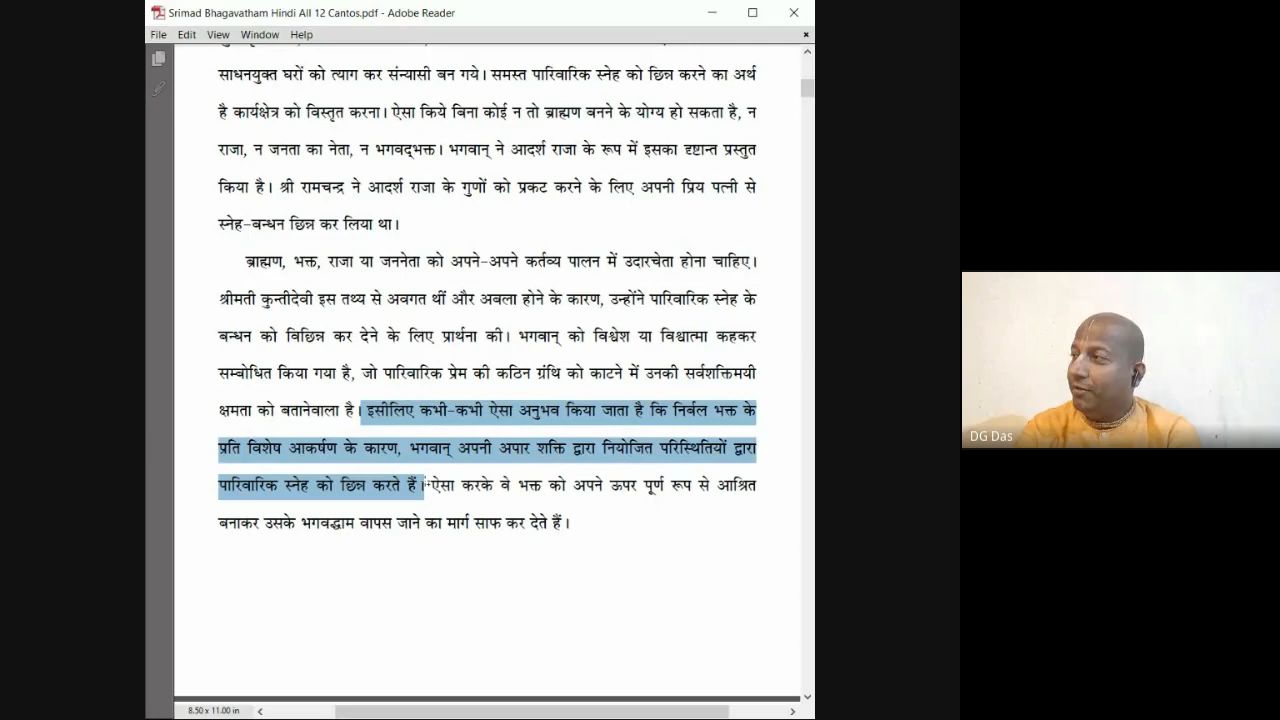 Srimad Bhagavatham Hindi All 12 Cantos.pdf - Adobe Reader
File Edit View Window Help
साधनयुक्त घरों को त्याग कर संन्यासी बन गये। समस्त पारिवारिक स्नेह को छिन्न करने का अर्थ
है कार्यक्षेत्र को विस्तृत करना। ऐसा किये बिना कोई न तो ब्राह्मण बनने के योग्य हो सकता है, न
राजा, न जनता का नेता, न भगवद्भक्त। भगवान् ने आदर्श राजा के रूप में इसका दृष्टान्त प्रस्तुत
किया है। श्री रामचन्द्र ने आदर्श राजा के गुणों को प्रकट करने के लिए अपनी प्रिय पत्नी से
स्नेह-बन्धन छिन्न कर लिया था।
ब्राह्मण, भक्त, राजा या जननेता को अपने-अपने कर्तव्य पालन में उदारचेता होना चाहिए।
श्रीमती कुन्तीदेवी इस तथ्य से अवगत थीं और अबला होने के कारण, उन्होंने पारिवारिक स्नेह के
बन्धन को विछिन्न कर देने के लिए प्रार्थना की। भगवान् को विश्वेश या विश्वात्मा कहकर
सम्बोधित किया गया है, जो पारिवारिक प्रेम की कठिन ग्रंथि को काटने में उनकी सर्वशक्तिमयी
क्षमता को बतानेवाला है। इसीलिए कभी-कभी ऐसा अनुभव किया जाता है कि निर्बल भक्त के
प्रति विशेष आकर्षण के कारण, भगवान् अपनी अपार शक्ति द्वारा नियोजित परिस्थितियों द्वारा
पारिवारिक स्नेह को छिन्न करते हैं। ऐसा करके वे भक्त को अपने ऊपर पूर्ण रूप से आश्रित
बनाकर उसके भगवद्धाम वापस जाने का मार्ग साफ कर देते हैं।
8.50 x 11.00 in
DG Das